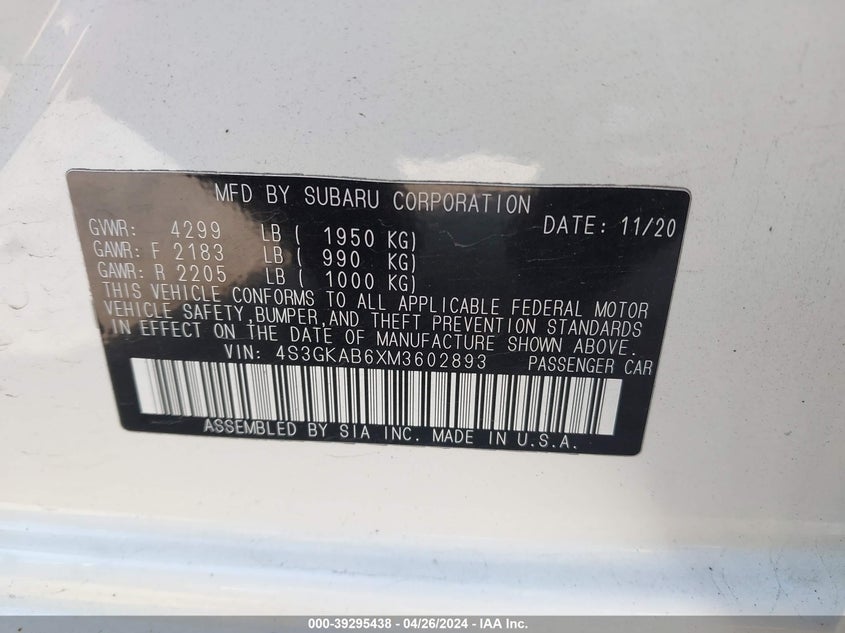 MFD BY SUBARU CORPORATION
DATE: 11/20
GVWR: 4299 LB ( 1950 KG)
GAWR: F 2183 LB ( 990 KG)
GAWR: R 2205 LB ( 1000 KG)
THIS VEHICLE CONFORMS TO ALL APPLICABLE FEDERAL MOTOR
VEHICLE SAFETY, BUMPER, AND THEFT PREVENTION STANDARDS
IN EFFECT ON THE DATE OF MANUFACTURE SHOWN ABOVE.
VIN: 4S3GKAB6XM3602893 PASSENGER CAR
ASSEMBLED BY SIA INC. MADE IN U.S.A.
000-39295438 - 04/26/2024 - IAA Inc.